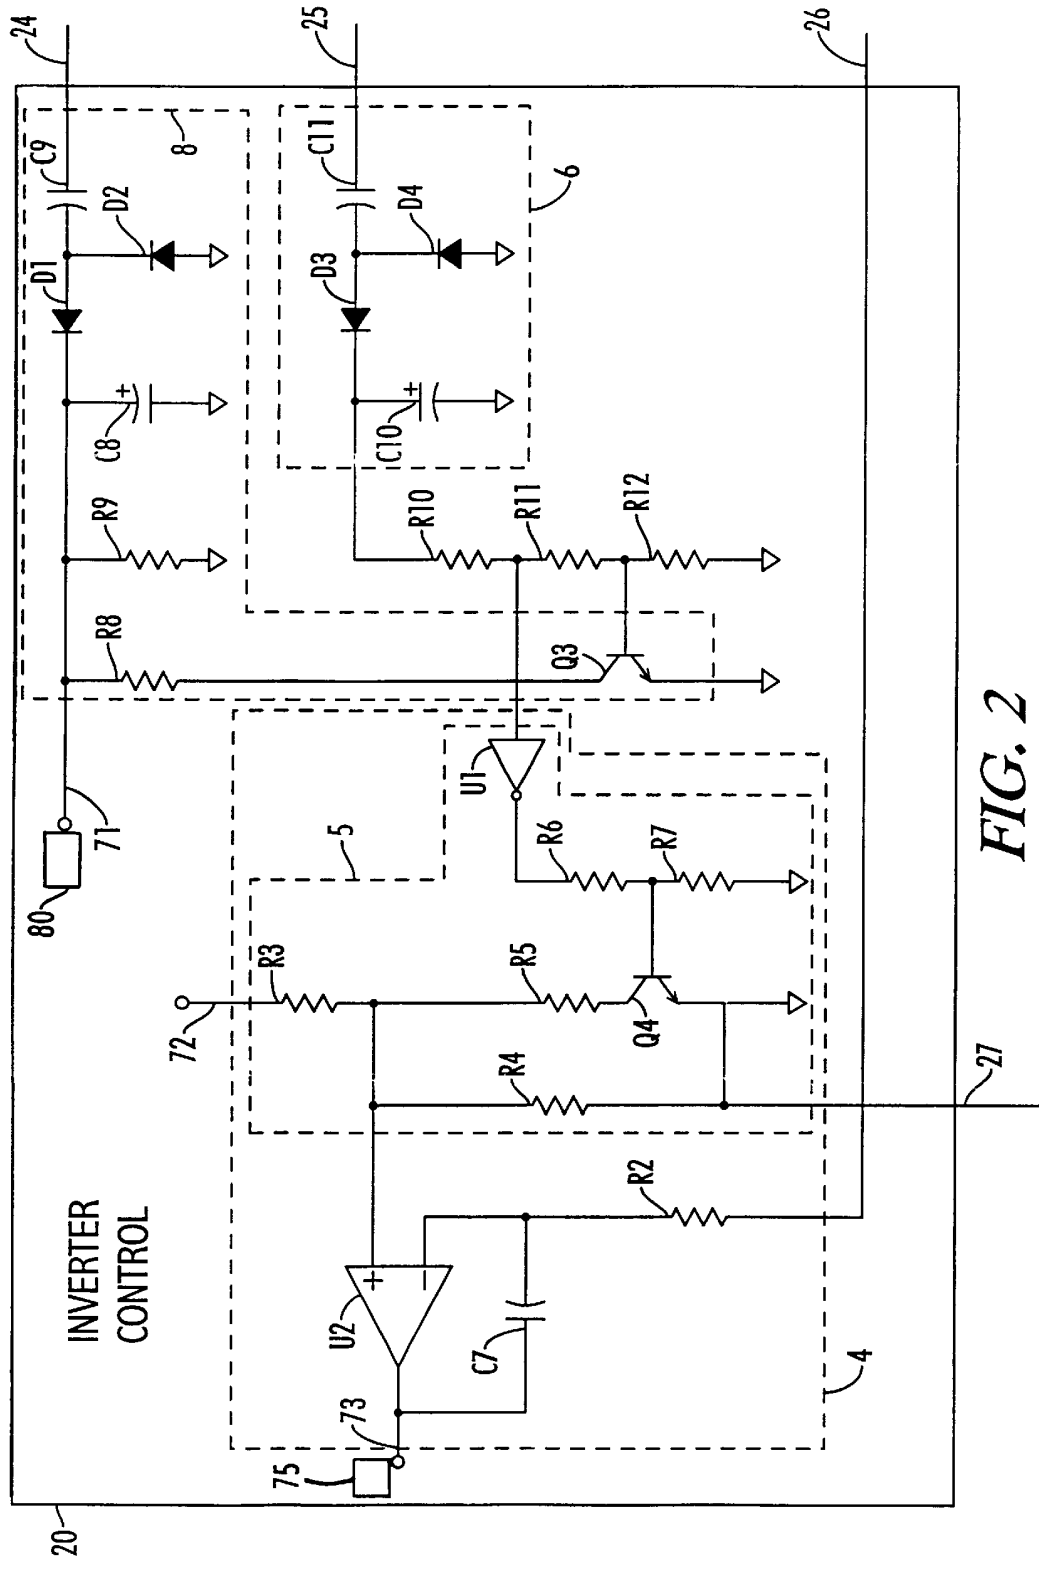 24
25
26
8
C9
D2
D1
C8
R9
R8
71
80
C11
D4
D3
6
C10
R10
R11
R12
Q3
U1
5
R6
R7
72
R3
R5
Q4
R4
27
R2
INVERTER
CONTROL
U2
+
−
C7
+
+
4
73
75
20
FIG. 2